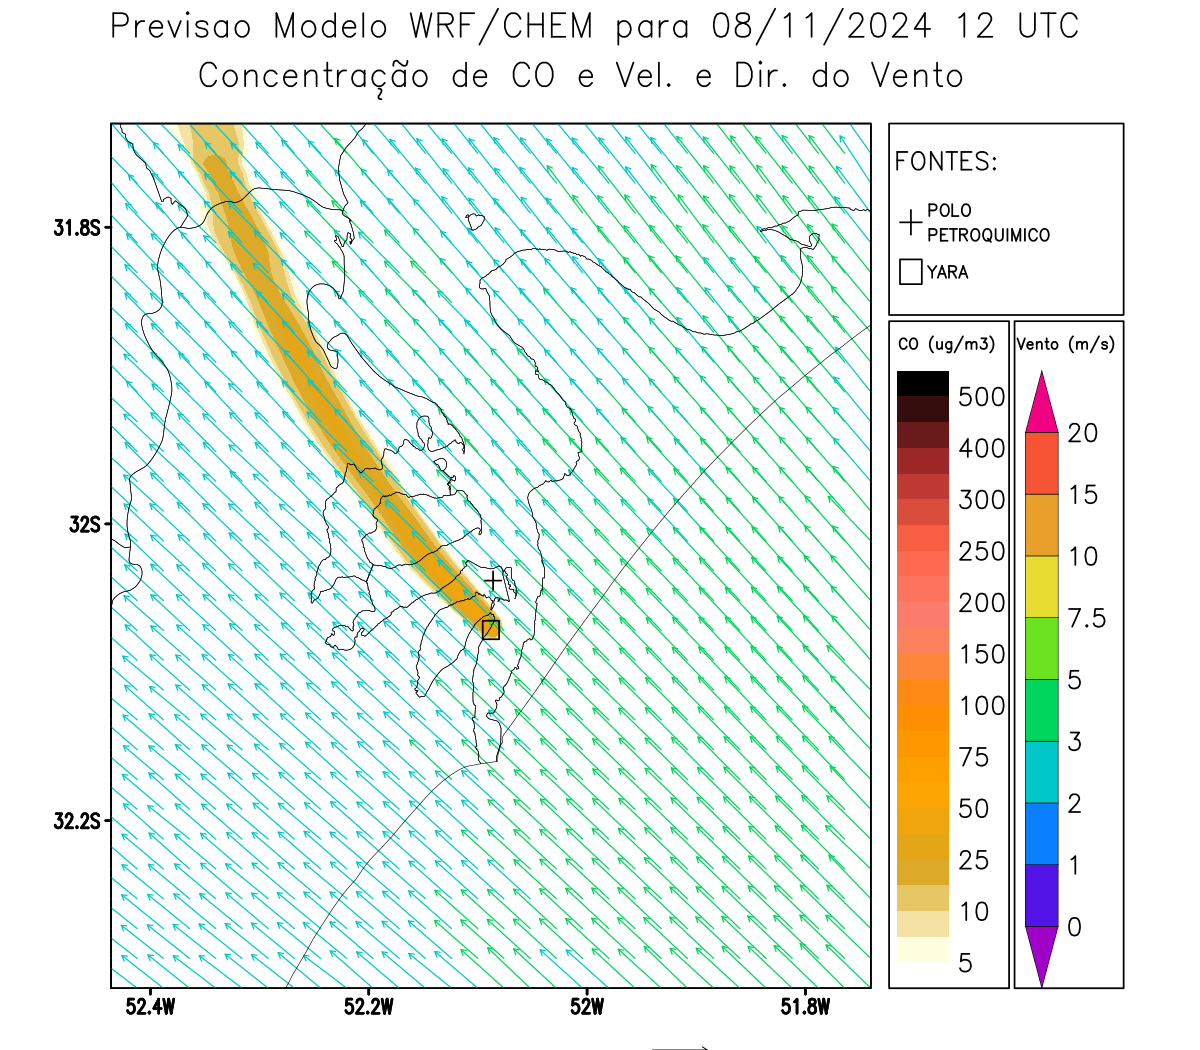 Previsao Modelo WRF/CHEM para 08/11/2024 12 UTC
Concentração de CO e Vel. e Dir. do Vento
FONTES:
POLO
PETROQUIMICO
YARA
31.8S
32S
32.2S
52.4W
52.2W
52W
51.8W
CO (ug/m3)
500
400
300
250
200
150
100
75
50
25
10
5
Vento (m/s)
20
15
10
7.5
5
3
2
1
0